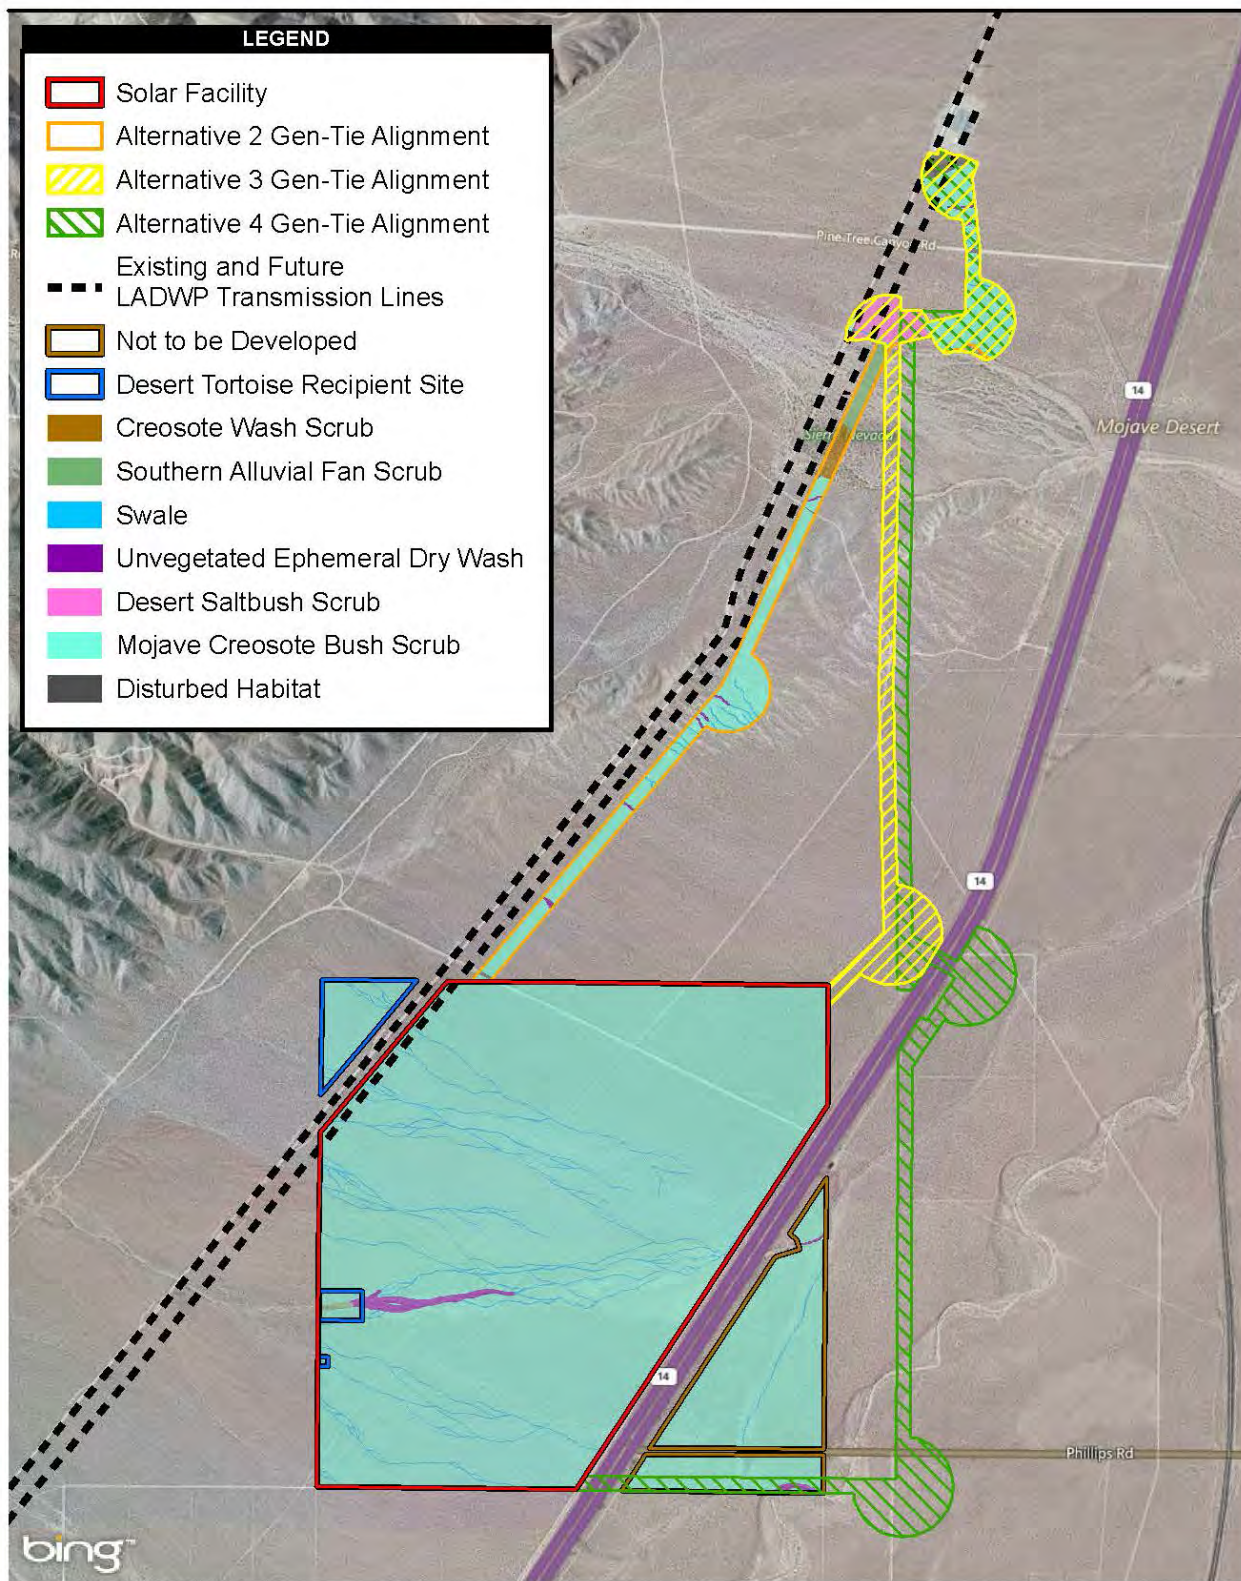 LEGEND
Solar Facility
Alternative 2 Gen-Tie Alignment
Alternative 3 Gen-Tie Alignment
Alternative 4 Gen-Tie Alignment
Existing and Future
LADWP Transmission Lines
Not to be Developed
Desert Tortoise Recipient Site
Creosote Wash Scrub
Southern Alluvial Fan Scrub
Swale
Unvegetated Ephemeral Dry Wash
Desert Saltbush Scrub
Mojave Creosote Bush Scrub
Disturbed Habitat
Pine Tree Canyon Rd
14
Mojave Desert
Sierra Nevada
14
14
Phillips Rd
bing™